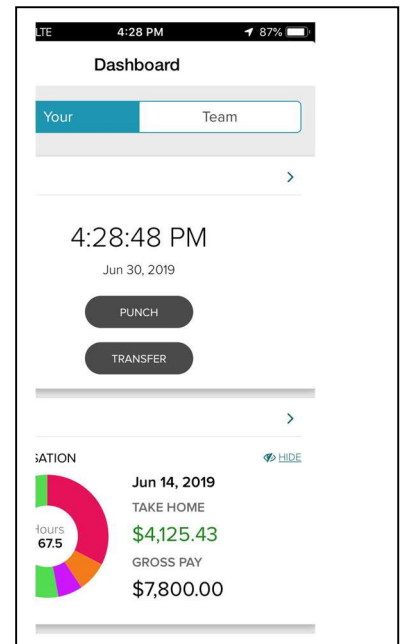 LTE 4:28 PM 87%
Dashboard
Your Team
4:28:48 PM
Jun 30, 2019
PUNCH
TRANSFER
SATION HIDE
Jun 14, 2019
TAKE HOME
Hours
67.5
$4,125.43
GROSS PAY
$7,800.00